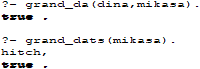 ?- grand_da(dina,mikasa).
true .
?- grand_dats(mikasa).
hitch,
true .